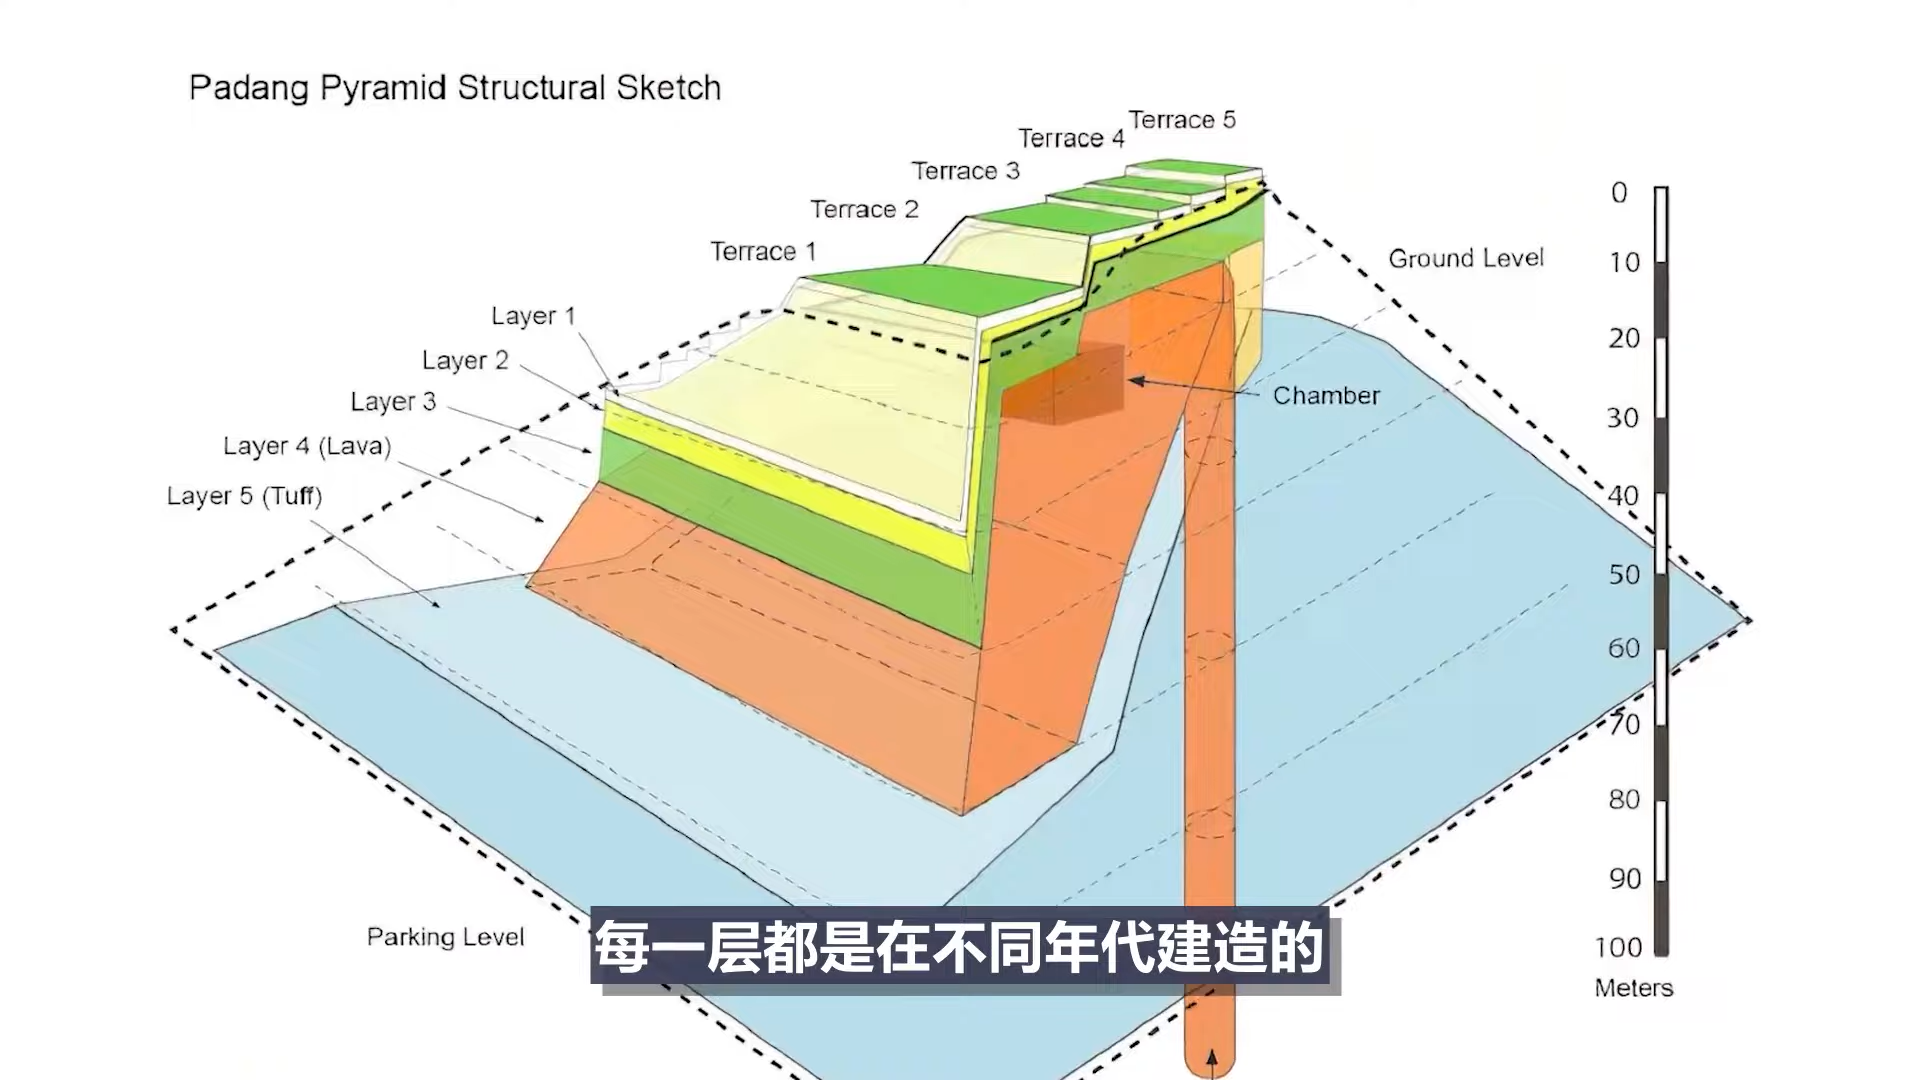 Padang Pyramid Structural Sketch
Terrace 5
Terrace 4
Terrace 3
Terrace 2
Terrace 1
Layer 1
Layer 2
Layer 3
Layer 4 (Lava)
Layer 5 (Tuff)
Ground Level
Chamber
Parking Level
0
10
20
30
40
50
60
70
80
90
100
Meters
每一层都是在不同年代建造的